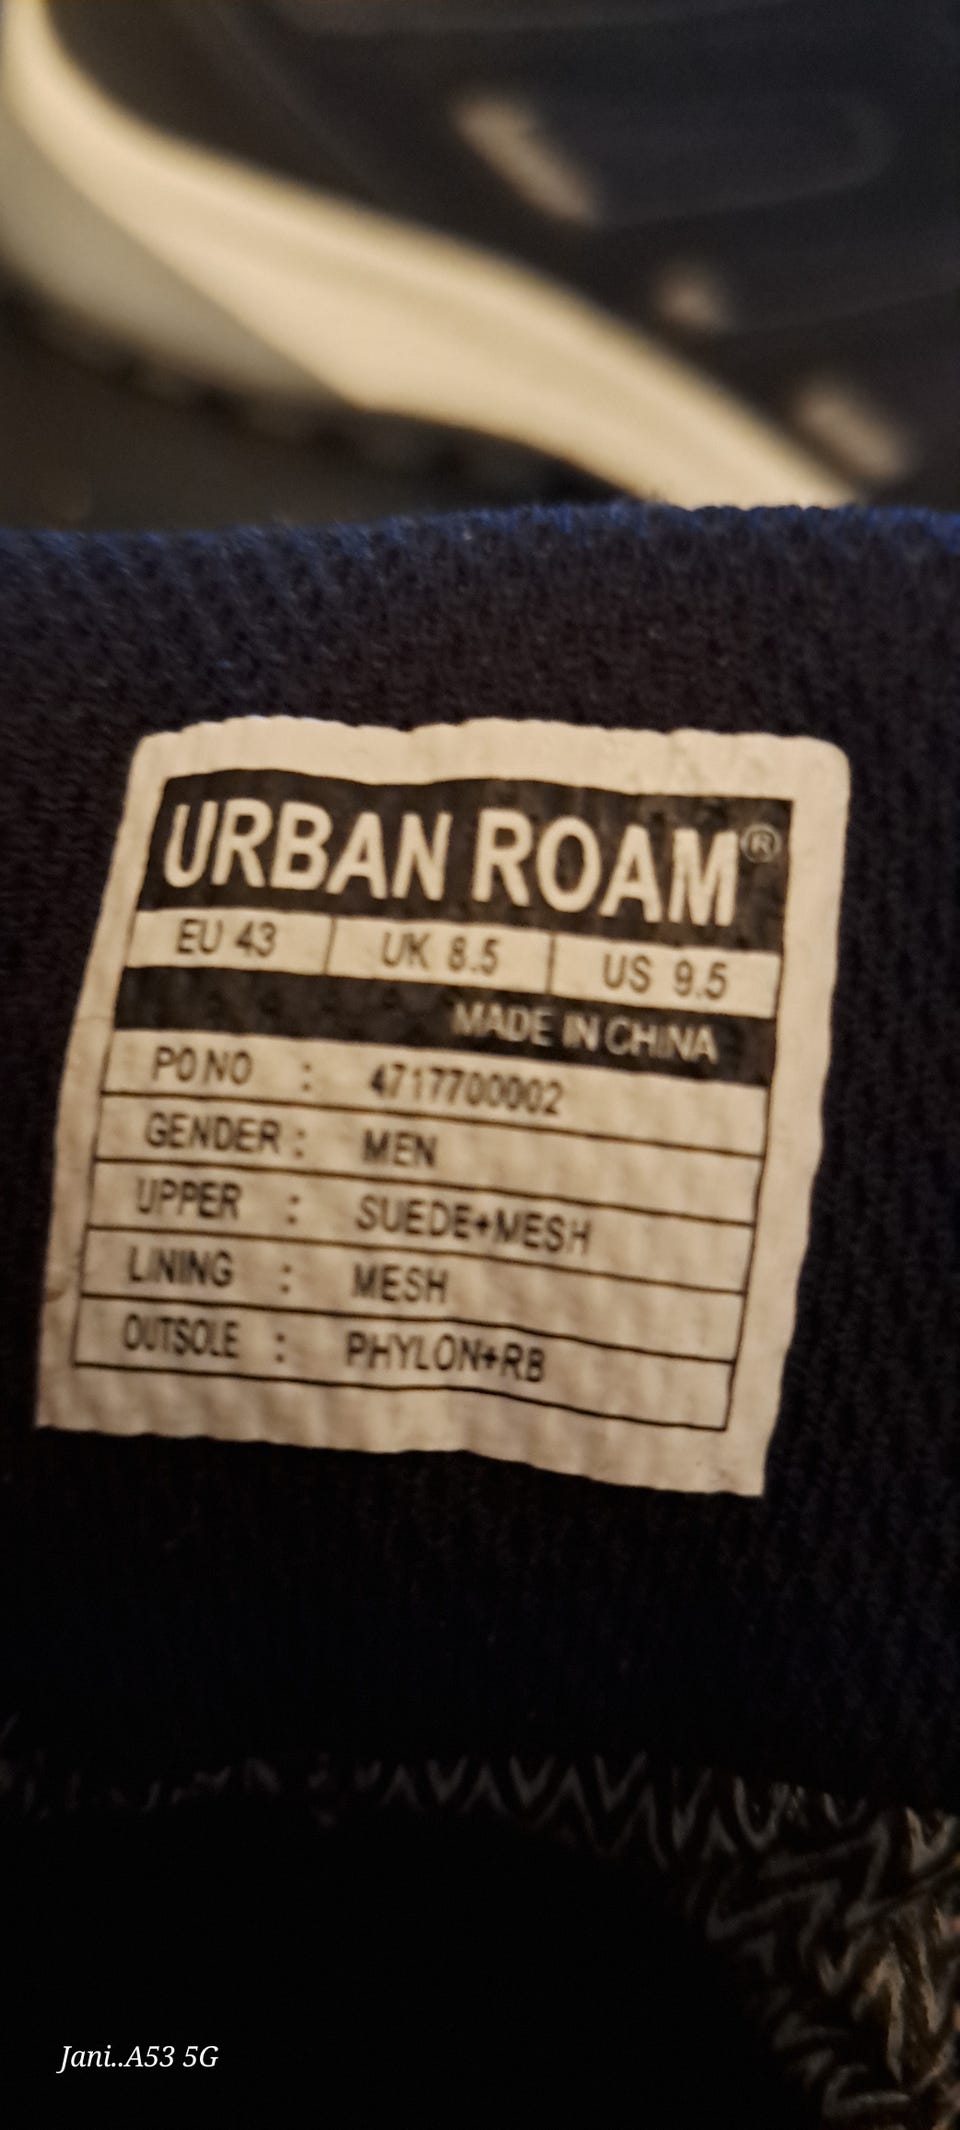 URBAN ROAM®
EU 43 UK 8.5 US 9.5
MADE IN CHINA
PO NO : 4717700002
GENDER : MEN
UPPER : SUEDE+MESH
LINING : MESH
OUTSOLE : PHYLON+RB
Jani..A53 5G